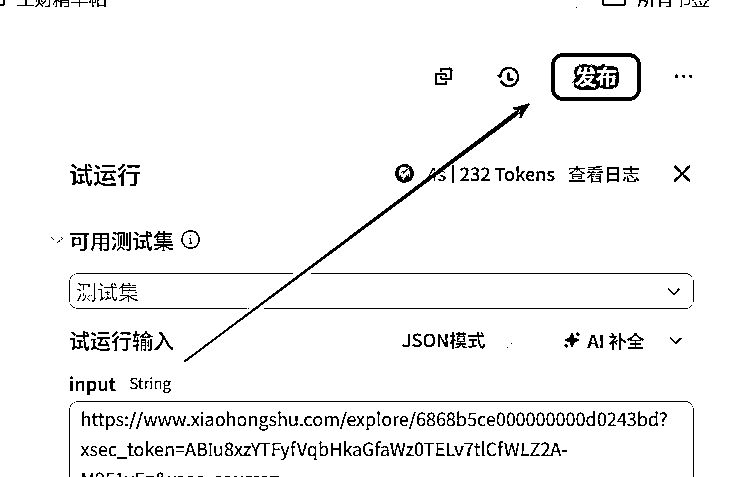 发布
试运行
4s | 232 Tokens 查看日志
可用测试集
测试集
试运行输入 JSON模式 AI 补全
input String
https://www.xiaohongshu.com/explore/6868b5ce000000000d0243bd?
xsec_token=ABIu8xzYTFyfVqbHkaGfaWz0TELv7tlCfWLZ2A-